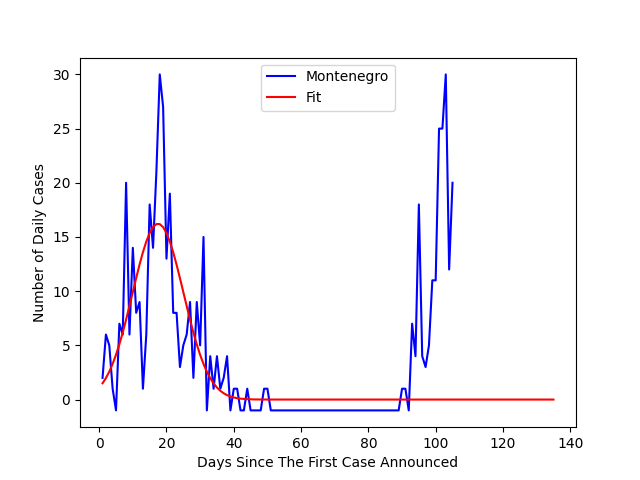 Montenegro
Fit
30
25
20
15
10
5
0
Number of Daily Cases
0 20 40 60 80 100 120 140
Days Since The First Case Announced